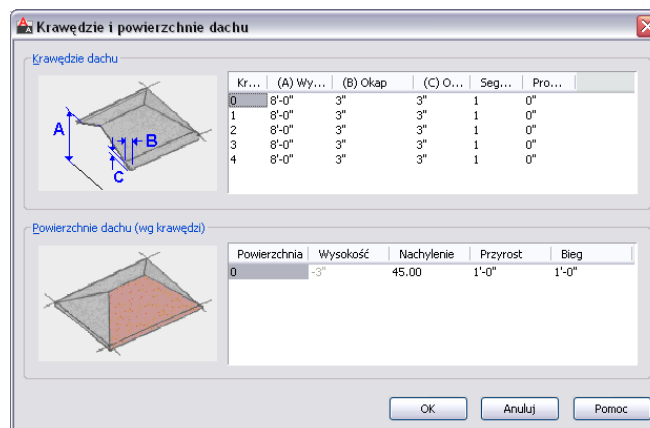 Krawędzie i powierzchnie dachu
Krawędzie dachu
A
B
C
Kr... (A) Wy... (B) Okap (C) O... Seg... Pro...
0 8'-0" 3" 3" 1 0"
1 8'-0" 3" 3" 1 0"
2 8'-0" 3" 3" 1 0"
3 8'-0" 3" 3" 1 0"
4 8'-0" 3" 3" 1 0"
Powierzchnie dachu (wg krawędzi)
Powierzchnia Wysokość Nachylenie Przyrost Bieg
0 -3" 45.00 1'-0" 1'-0"
OK Anuluj Pomoc